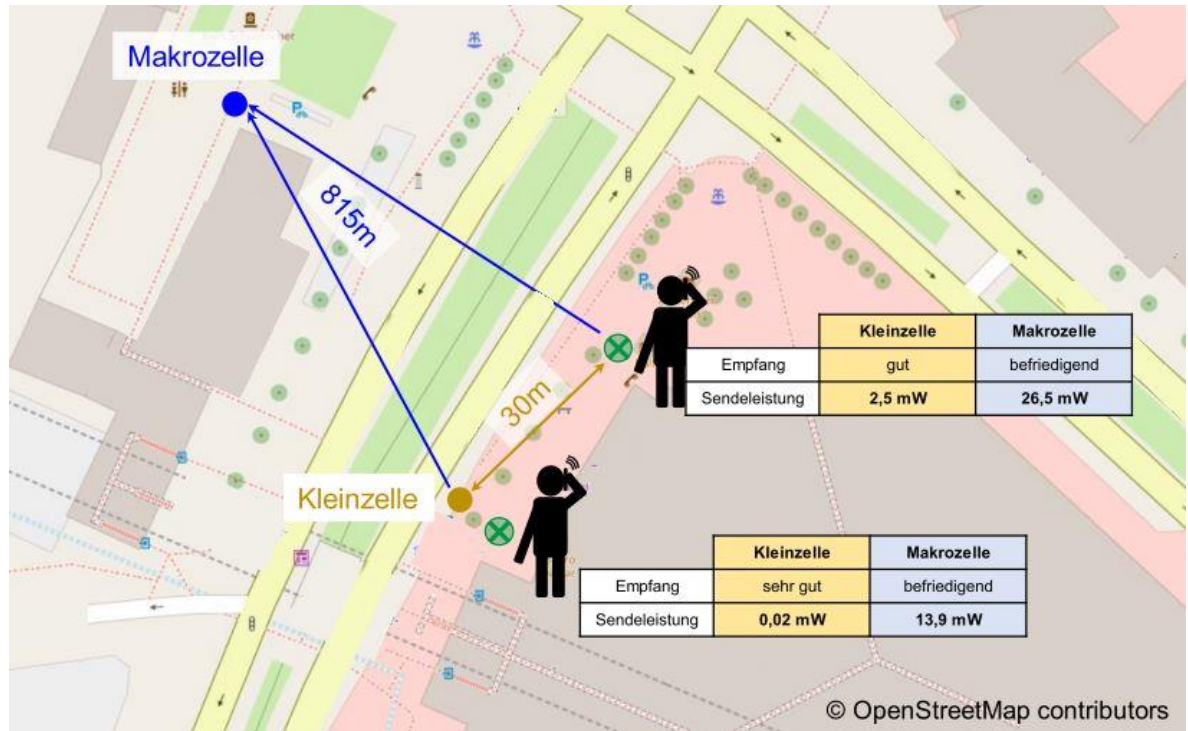 Makrozelle
815m
30m
Kleinzelle
Kleinzelle Makrozelle
Empfang gut befriedigend
Sendeleistung 2,5 mW 26,5 mW
Kleinzelle Makrozelle
Empfang sehr gut befriedigend
Sendeleistung 0,02 mW 13,9 mW
© OpenStreetMap contributors